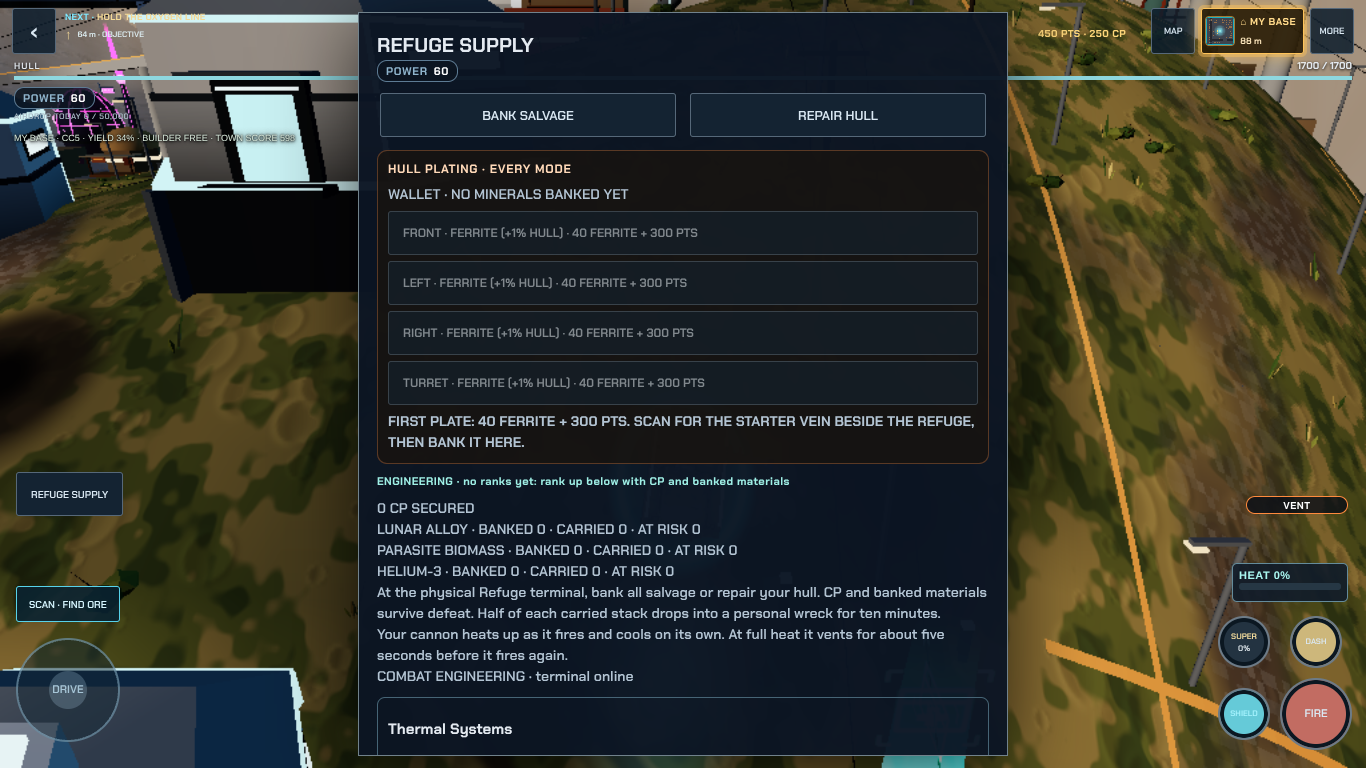 REFUGE SUPPLY
POWER 60
BANK SALVAGE
REPAIR HULL
HULL PLATING · EVERY MODE
WALLET · NO MINERALS BANKED YET
FRONT · FERRITE (+1% HULL) · 40 FERRITE + 300 PTS
LEFT · FERRITE (+1% HULL) · 40 FERRITE + 300 PTS
RIGHT · FERRITE (+1% HULL) · 40 FERRITE + 300 PTS
TURRET · FERRITE (+1% HULL) · 40 FERRITE + 300 PTS
FIRST PLATE: 40 FERRITE + 300 PTS. SCAN FOR THE STARTER VEIN BESIDE THE REFUGE,
THEN BANK IT HERE.
ENGINEERING · no ranks yet: rank up below with CP and banked materials
0 CP SECURED
LUNAR ALLOY · BANKED 0 · CARRIED 0 · AT RISK 0
PARASITE BIOMASS · BANKED 0 · CARRIED 0 · AT RISK 0
HELIUM-3 · BANKED 0 · CARRIED 0 · AT RISK 0
At the physical Refuge terminal, bank all salvage or repair your hull. CP and banked materials
survive defeat. Half of each carried stack drops into a personal wreck for ten minutes.
Your cannon heats up as it fires and cools on its own. At full heat it vents for about five
seconds before it fires again.
COMBAT ENGINEERING · terminal online
Thermal Systems
NEXT · HOLD
64 m · OBJECTIVE
HULL
POWER 60
TODAY 0 / 50,000
MY BASE · CC5 · YIELD 34% · BUILDER FREE · TOWN SCORE
REFUGE SUPPLY
SCAN · FIND ORE
DRIVE
450 PTS · 250 CP
MAP
⌂ MY BASE
88 m
MORE
1700 / 1700
VENT
HEAT 0%
SUPER
0%
DASH
SHIELD
FIRE